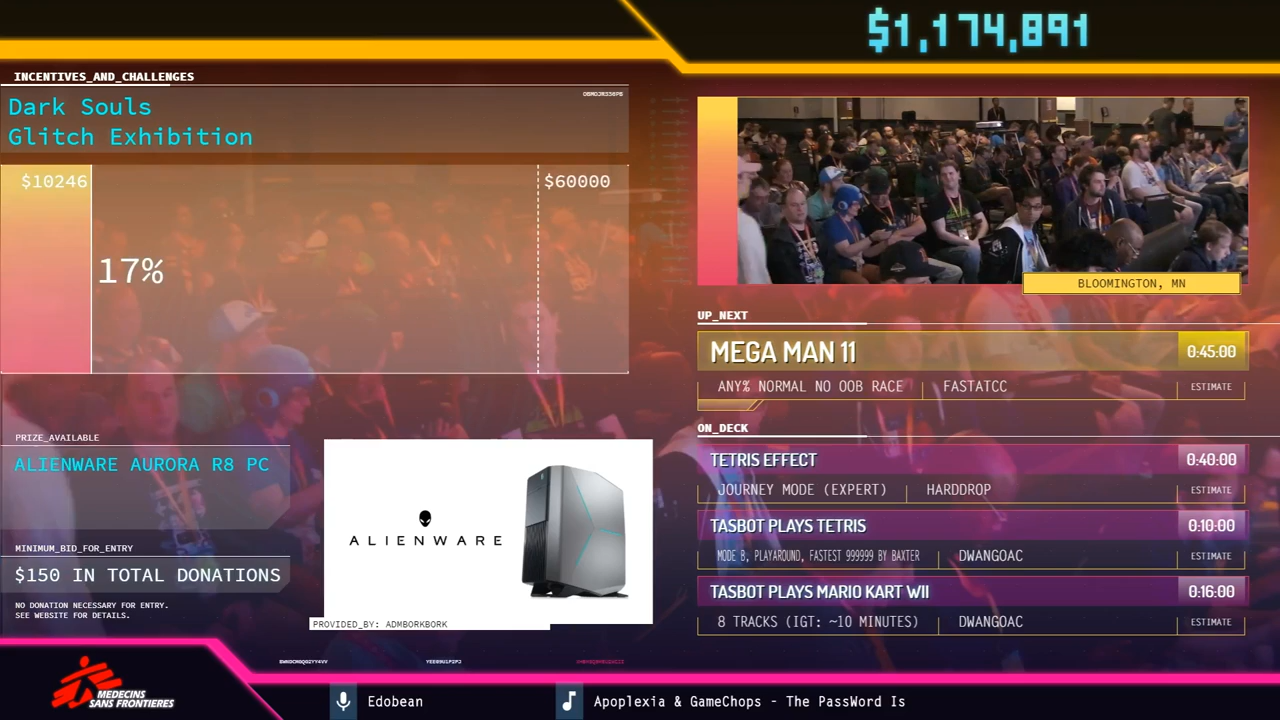 $1,174,891
INCENTIVES_AND_CHALLENGES
Dark Souls
Glitch Exhibition
$10246
$60000
17%
BLOOMINGTON, MN
UP_NEXT
MEGA MAN 11
0:45:00
ANY% NORMAL NO OOB RACE
FASTATCC
ESTIMATE
ON_DECK
TETRIS EFFECT
0:40:00
JOURNEY MODE (EXPERT)
HARDDROP
ESTIMATE
TASBOT PLAYS TETRIS
0:10:00
MODE B, PLAYAROUND, FASTEST 999999 BY BAXTER
DWANGOAC
ESTIMATE
TASBOT PLAYS MARIO KART WII
0:16:00
8 TRACKS (IGT: ~10 MINUTES)
DWANGOAC
ESTIMATE
PRIZE_AVAILABLE
ALIENWARE AURORA R8 PC
MINIMUM_BID_FOR_ENTRY
$150 IN TOTAL DONATIONS
NO DONATION NECESSARY FOR ENTRY.
SEE WEBSITE FOR DETAILS.
ALIENWARE
PROVIDED_BY: ADMBORKBORK
MEDECINS
SANS FRONTIERES
Edobean
Apoplexia & GameChops - The PassWord Is